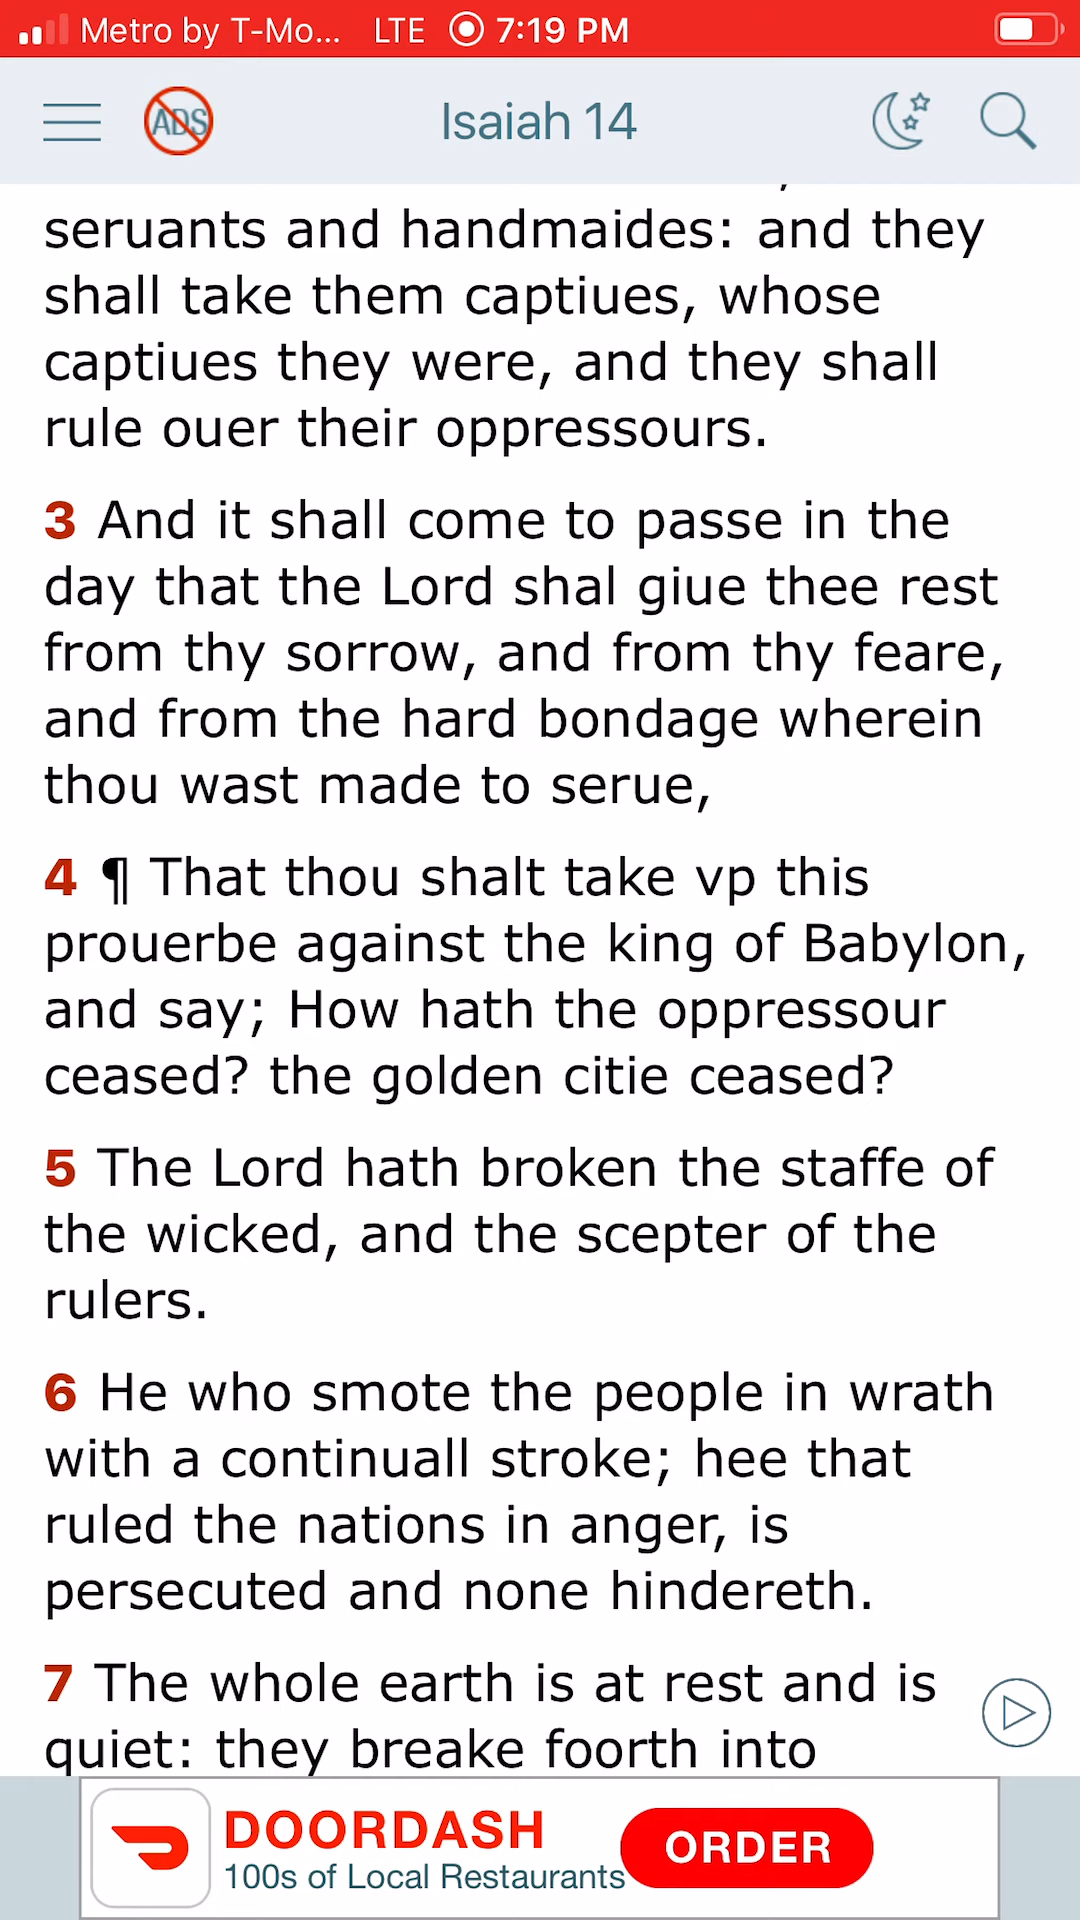 Metro by T-Mo... LTE 7:19 PM
ADS
Isaiah 14
seruants and handmaides: and they
shall take them captiues, whose
captiues they were, and they shall
rule ouer their oppressours.
3 And it shall come to passe in the
day that the Lord shal giue thee rest
from thy sorrow, and from thy feare,
and from the hard bondage wherein
thou wast made to serue,
4 ¶ That thou shalt take vp this
prouerbe against the king of Babylon,
and say; How hath the oppressour
ceased? the golden citie ceased?
5 The Lord hath broken the staffe of
the wicked, and the scepter of the
rulers.
6 He who smote the people in wrath
with a continuall stroke; hee that
ruled the nations in anger, is
persecuted and none hindereth.
7 The whole earth is at rest and is
quiet: they breake foorth into
DOORDASH
100s of Local Restaurants
ORDER